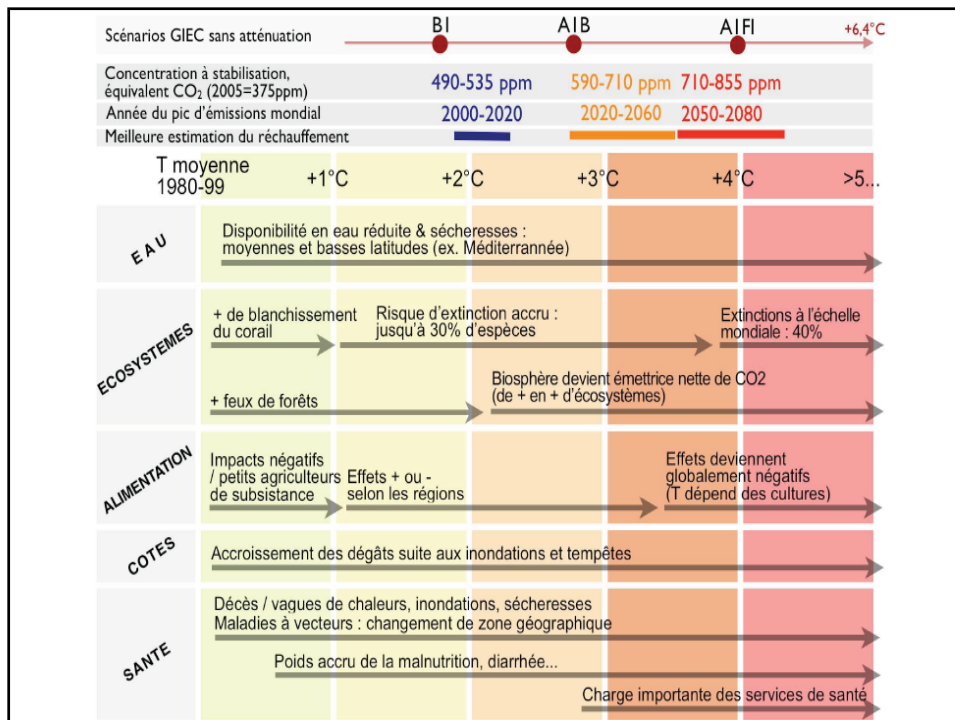 Scénarios GIEC sans atténuation
B1
A1B
A1FI
+6,4°C
Concentration à stabilisation,
équivalent CO2 (2005=375ppm)
490-535 ppm
590-710 ppm
710-855 ppm
Année du pic d'émissions mondial
2000-2020
2020-2060
2050-2080
Meilleure estimation du réchauffement
T moyenne
1980-99
+1°C
+2°C
+3°C
+4°C
>5...
EAU
Disponibilité en eau réduite & sécheresses :
moyennes et basses latitudes (ex. Méditerrannée)
ECOSYSTEMES
+ de blanchissement
du corail
Risque d'extinction accru :
jusqu'à 30% d'espèces
Extinctions à l'échelle
mondiale : 40%
+ feux de forêts
Biosphère devient émettrice nette de CO2
(de + en + d'écosystèmes)
ALIMENTATION
Impacts négatifs
/ petits agriculteurs
de subsistance
Effets + ou -
selon les régions
Effets deviennent
globalement négatifs
(T dépend des cultures)
COTES
Accroissement des dégâts suite aux inondations et tempêtes
SANTE
Décès / vagues de chaleurs, inondations, sécheresses
Maladies à vecteurs : changement de zone géographique
Poids accru de la malnutrition, diarrhée...
Charge importante des services de santé